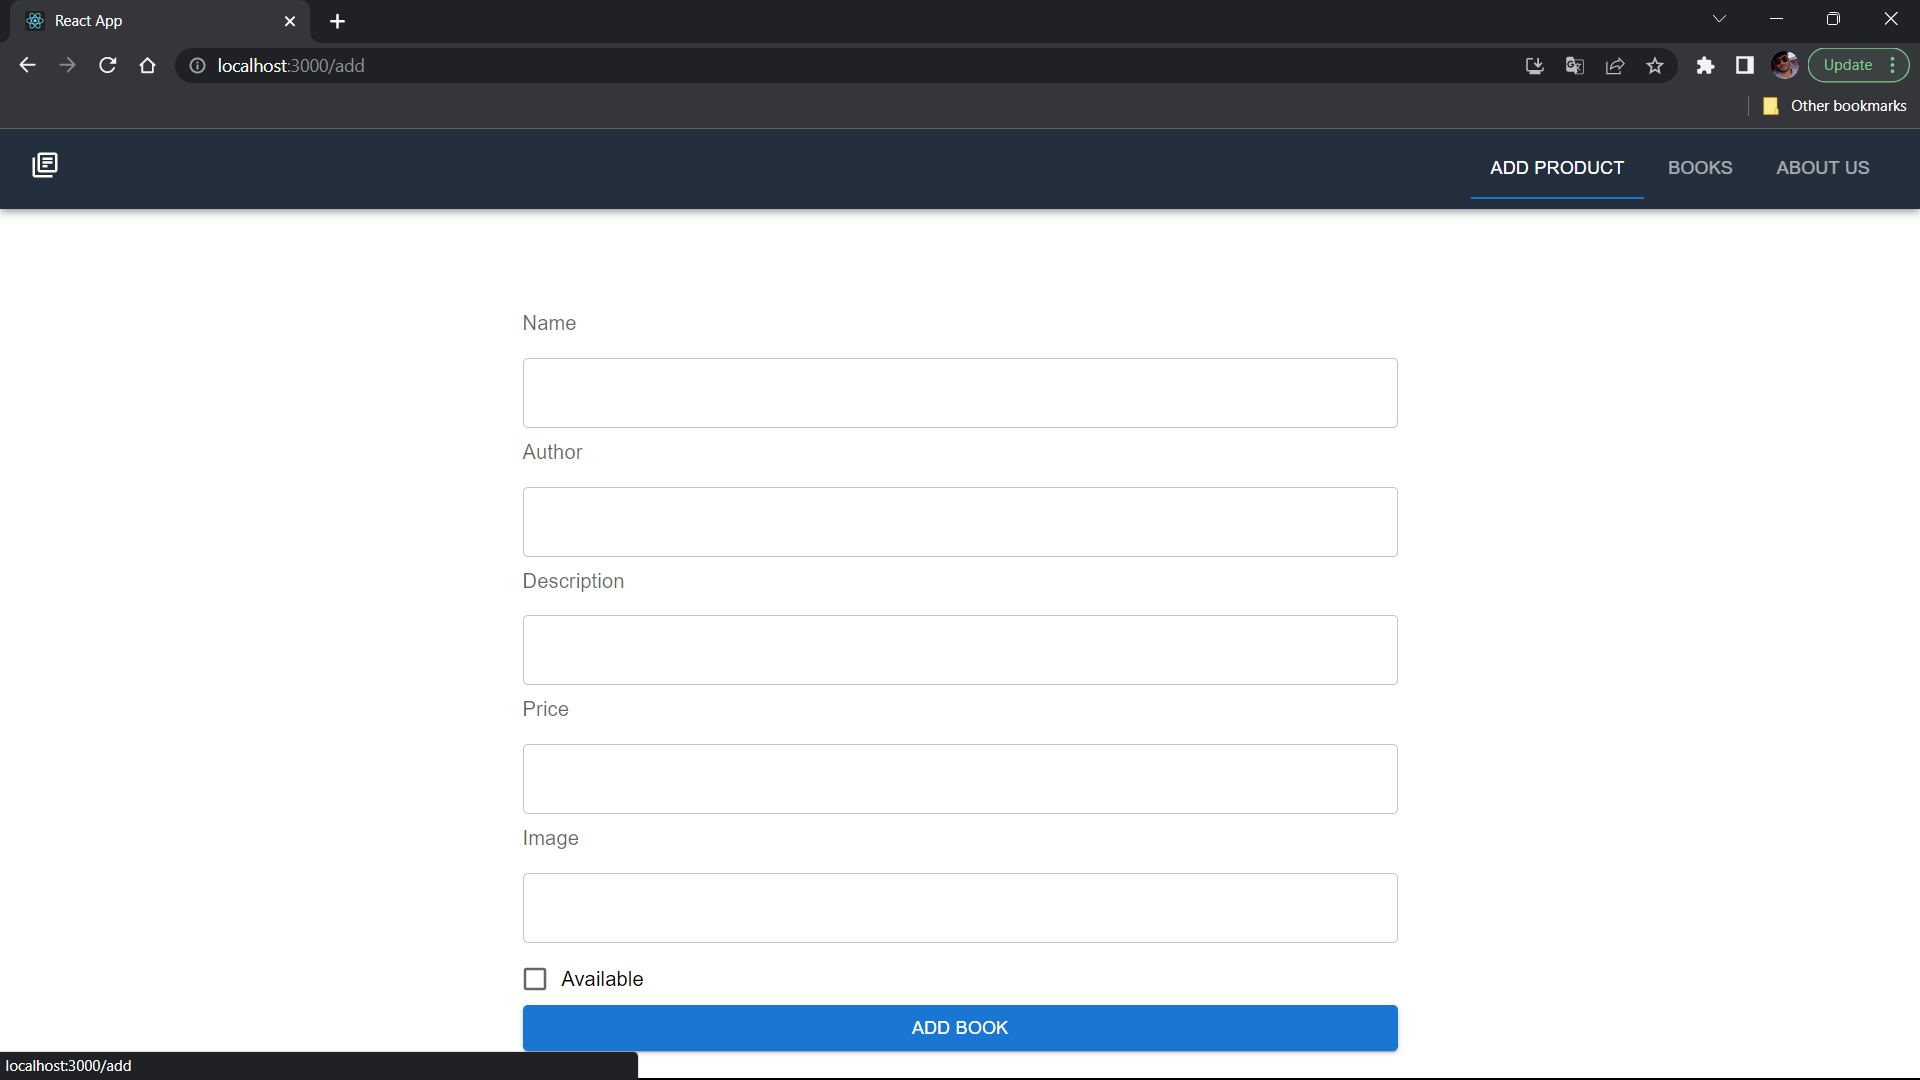 React App
localhost:3000/add
Update
Other bookmarks
ADD PRODUCT BOOKS ABOUT US
Name
Author
Description
Price
Image
Available
ADD BOOK
localhost:3000/add